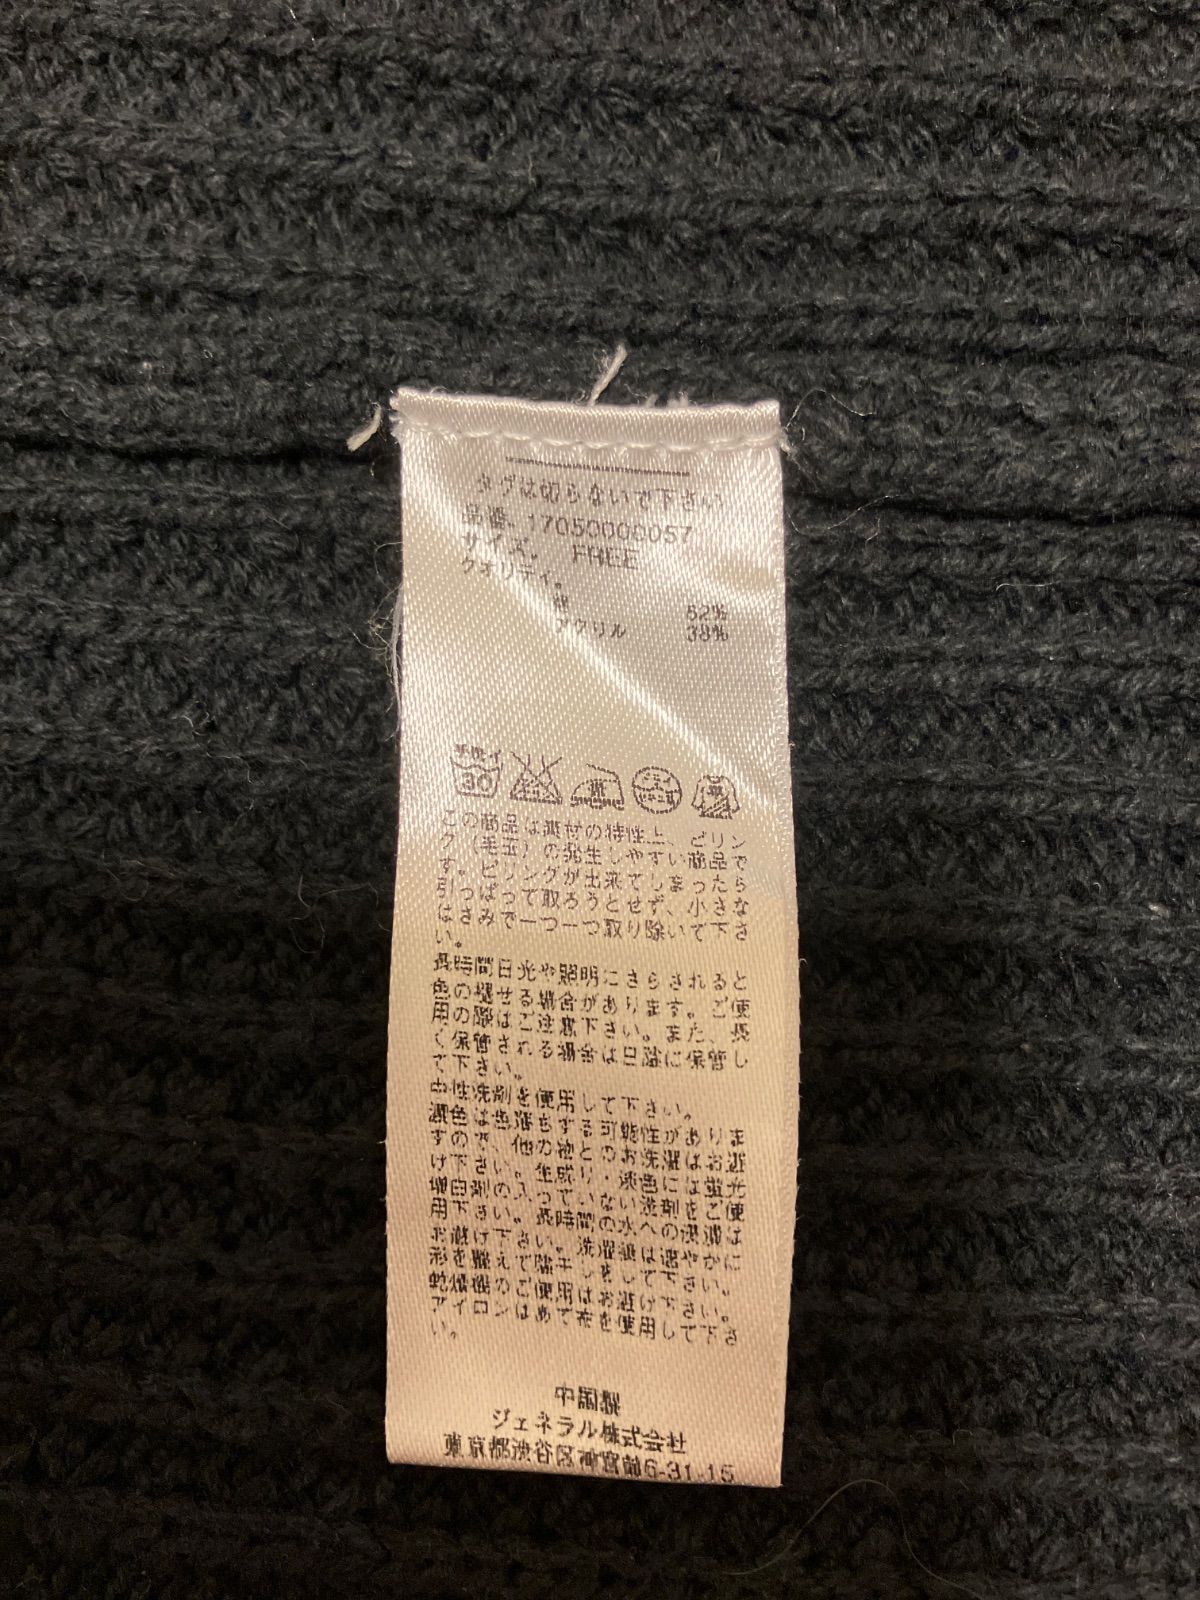 タグは切らないで下さい
品番. 17050000057
サイズ. FREE
クオリティ.
綿 62%
アクリル 38%
手洗イ
30
中
ドライ
この商品は素材の特性上、ピリン
グ(毛玉)の発生しやすい商品で
す。ピリングが出来てしまったら
引っぱって取ろうとせず、小さな
はさみで一つ一つ取り除いて下さ
い。
長時間日光や照明にさらされると
色の褪せる場合があります。ご使
用の際はご注意下さい。また、長
く保管される場合は日陰に保管し
て下さい。
中性洗剤を使用して下さい。
濃色は色落ちする可能性がありま
すので、他の物とのお洗濯はお避
け下さい。生成り・淡色には蛍光
増白剤の入っていない洗剤をご使
用下さい。長時間の水への浸漬は
お避け下さい。洗濯後は速やかに
形を整えて陰干しをして下さい。
乾燥機のご使用はお避け下さい。
アイロンはあて布を使用して下さ
い。
中国製
ジェネラル株式会社
東京都渋谷区神宮前6-31-15